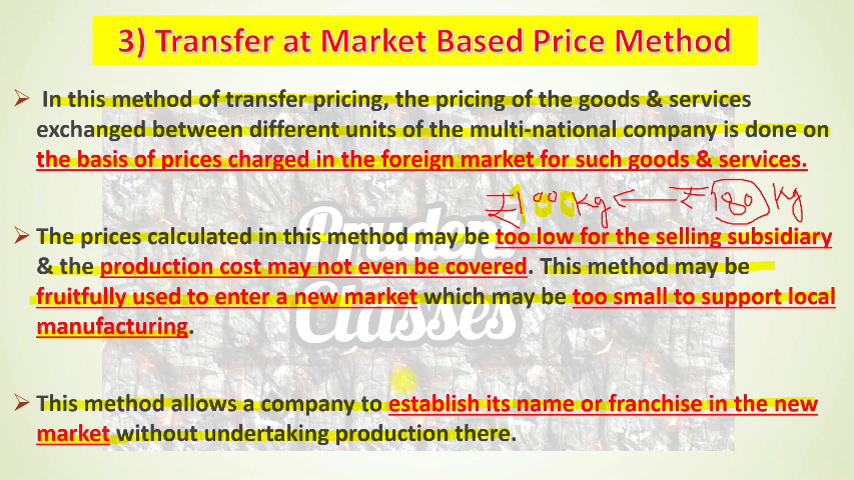 3) Transfer at Market Based Price Method
➢ In this method of transfer pricing, the pricing of the goods & services
exchanged between different units of the multi-national company is done on
the basis of prices charged in the foreign market for such goods & services.
₹100 kg ← ₹180 kg
➢ The prices calculated in this method may be too low for the selling subsidiary
& the production cost may not even be covered. This method may be
fruitfully used to enter a new market which may be too small to support local
manufacturing.
➢ This method allows a company to establish its name or franchise in the new
market without undertaking production there.
Prudent
Classes